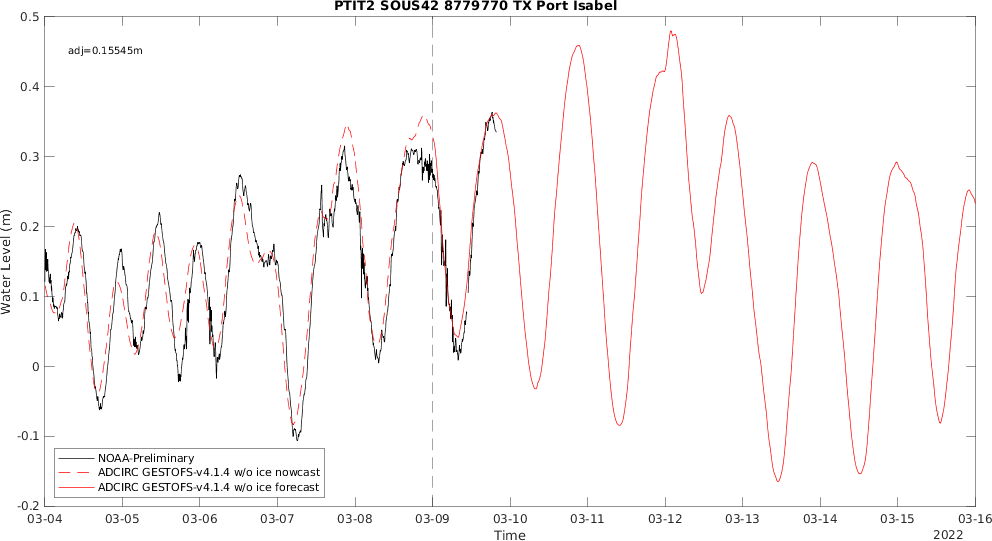 PTIT2 SOUS42 8779770 TX Port Isabel
adj=0.15545m
0.5
0.4
0.3
0.2
0.1
0
-0.1
-0.2
Water Level (m)
NOAA-Preliminary
ADCIRC GESTOFS-v4.1.4 w/o ice nowcast
ADCIRC GESTOFS-v4.1.4 w/o ice forecast
03-04 03-05 03-06 03-07 03-08 03-09 03-10 03-11 03-12 03-13 03-14 03-15 03-16
Time
2022